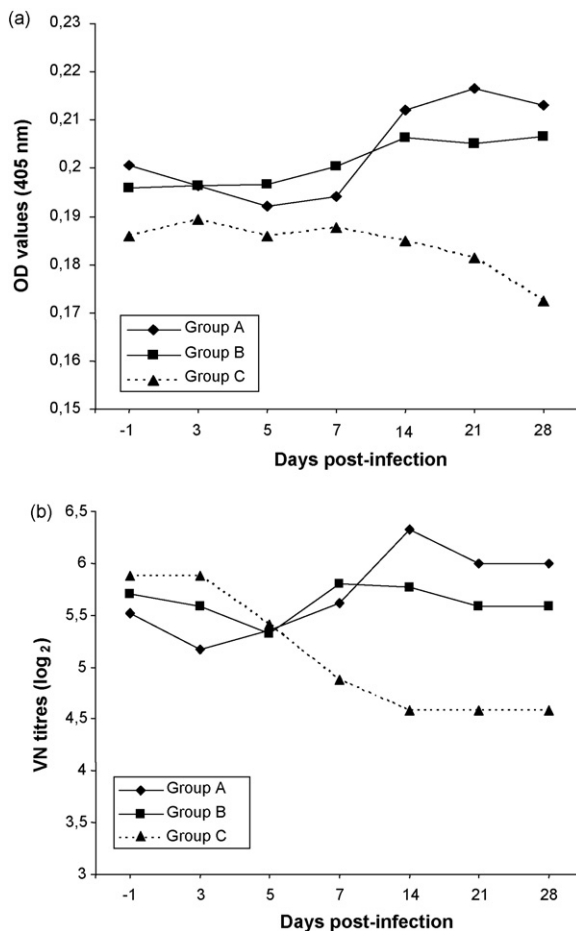 (a)
0,23
0,22
0,21
0,2
0,19
0,18
0,17
0,16
0,15
OD values (405 nm)
Group A
Group B
Group C
-1 3 5 7 14 21 28
Days post-infection
(b)
6,5
6
5,5
5
4,5
4
3,5
3
VN titres (log 2)
Group A
Group B
Group C
-1 3 5 7 14 21 28
Days post-infection